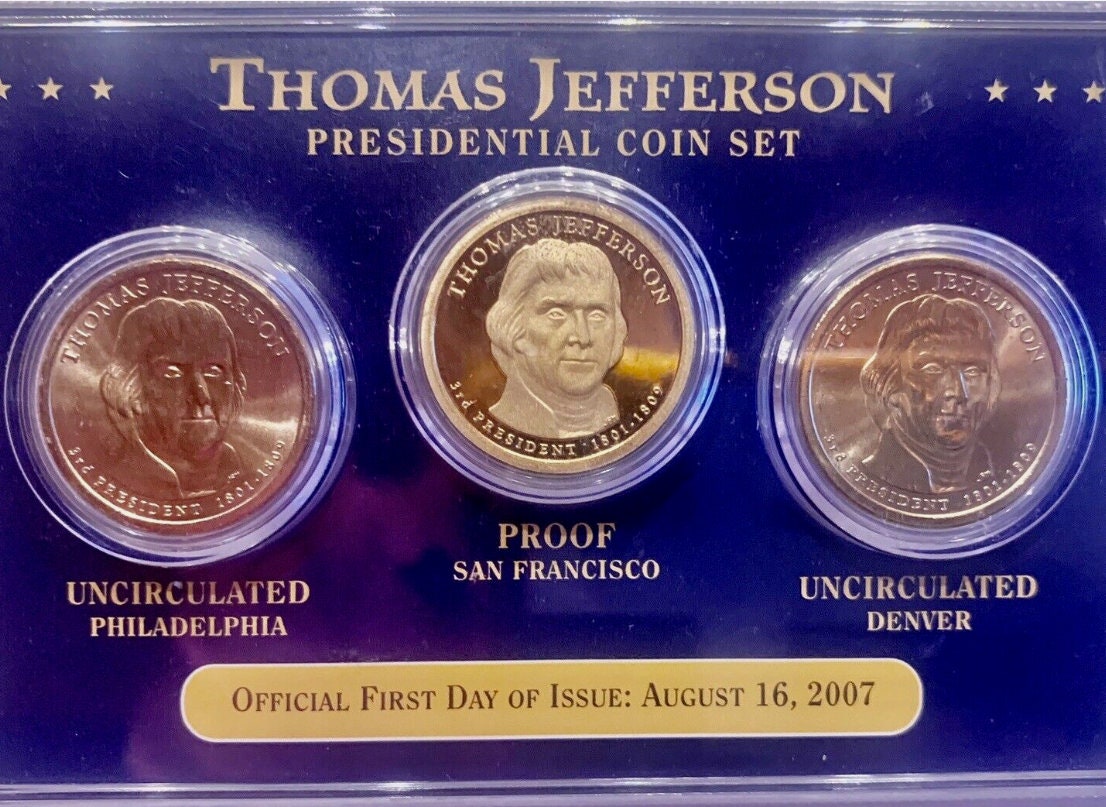 THOMAS JEFFERSON
PRESIDENTIAL COIN SET
THOMAS JEFFERSON
3rd PRESIDENT 1801-1809
UNCIRCULATED
PHILADELPHIA
THOMAS JEFFERSON
3rd PRESIDENT 1801-1809
PROOF
SAN FRANCISCO
THOMAS JEFFERSON
3rd PRESIDENT 1801-1809
UNCIRCULATED
DENVER
OFFICIAL FIRST DAY OF ISSUE: AUGUST 16, 2007